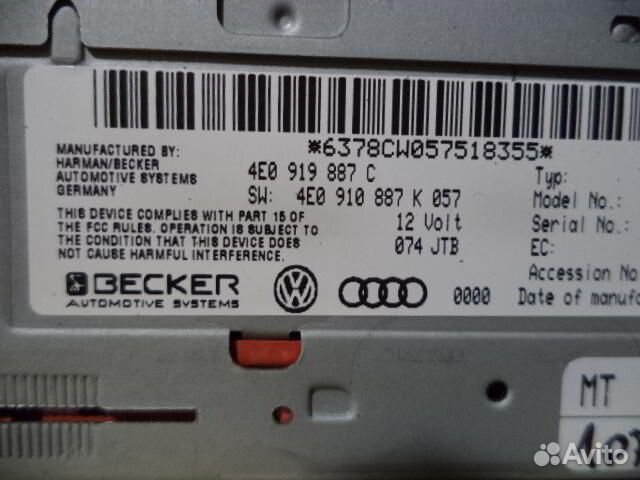 *6378CW057518355*
MANUFACTURED BY:
HARMAN/BECKER
AUTOMOTIVE SYSTEMS
GERMANY
4E0 919 887 C
SW: 4E0 910 887 K 057
THIS DEVICE COMPLIES WITH PART 15 OF
THE FCC RULES. OPERATION IS SUBJECT TO
THE CONDITION THAT THIS DEVICE DOES
NOT CAUSE HARMFUL INTERFERENCE.
12 Volt
074 JTB
Typ:
Model No.:
Serial No.:
EC:
Accession No
Date of manufa
BECKER
AUTOMOTIVE SYSTEMS
0000
MT
Avito